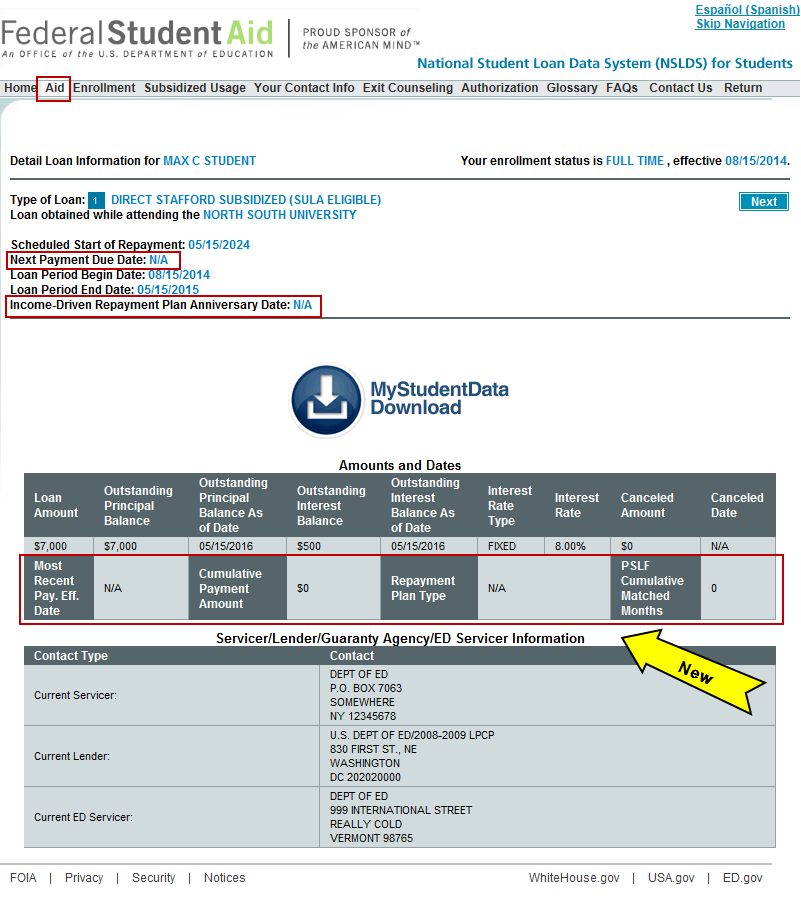 Español (Spanish)
Skip Navigation
Federal Student Aid
An OFFICE of the U.S. DEPARTMENT of EDUCATION
PROUD SPONSOR of
the AMERICAN MIND™
National Student Loan Data System (NSLDS) for Students
Home Aid Enrollment Subsidized Usage Your Contact Info Exit Counseling Authorization Glossary FAQs Contact Us Return
Detail Loan Information for MAX C STUDENT
Your enrollment status is FULL TIME , effective 08/15/2014.
Type of Loan: 1 DIRECT STAFFORD SUBSIDIZED (SULA ELIGIBLE)
Next
Loan obtained while attending the NORTH SOUTH UNIVERSITY
Scheduled Start of Repayment: 05/15/2024
Next Payment Due Date: N/A
Loan Period Begin Date: 08/15/2014
Loan Period End Date: 05/15/2015
Income-Driven Repayment Plan Anniversary Date: N/A
MyStudentData
Download
Amounts and Dates
Loan Amount
Outstanding Principal Balance
Outstanding Principal Balance As of Date
Outstanding Interest Balance
Outstanding Interest Balance As of Date
Interest Rate Type
Interest Rate
Canceled Amount
Canceled Date
$7,000 $7,000 05/15/2016 $500 05/15/2016 FIXED 8.00% $0 N/A
Most Recent Pay. Eff. Date
N/A
Cumulative Payment Amount
$0
Repayment Plan Type
N/A
PSLF Cumulative Matched Months
0
Servicer/Lender/Guaranty Agency/ED Servicer Information
New
Contact Type Contact
Current Servicer:
DEPT OF ED
P.O. BOX 7063
SOMEWHERE
NY 12345678
Current Lender:
U.S. DEPT OF ED/2008-2009 LPCP
830 FIRST ST., NE
WASHINGTON
DC 202020000
Current ED Servicer:
DEPT OF ED
999 INTERNATIONAL STREET
REALLY COLD
VERMONT 98765
FOIA | Privacy | Security | Notices
WhiteHouse.gov | USA.gov | ED.gov